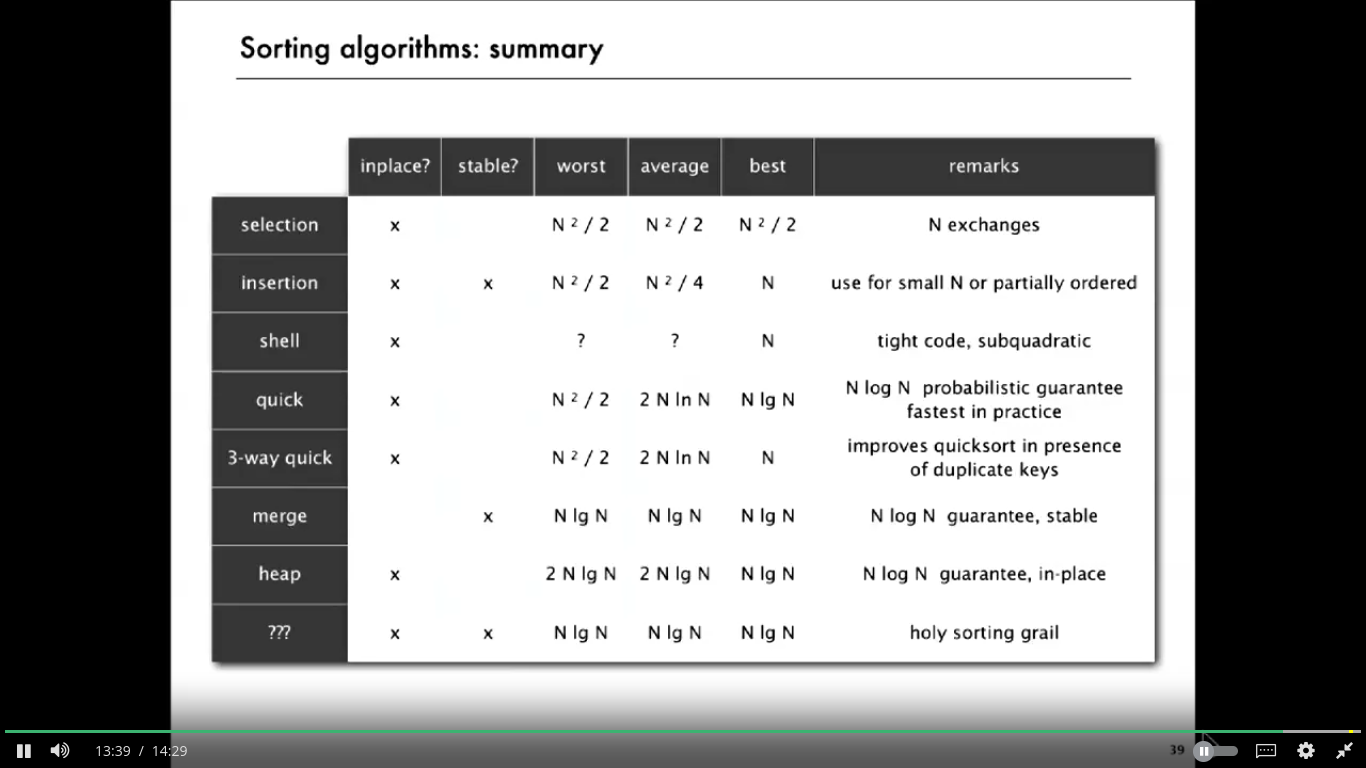 Sorting algorithms: summary
inplace? stable? worst average best remarks
selection x N ² / 2 N ² / 2 N ² / 2 N exchanges
insertion x x N ² / 2 N ² / 4 N use for small N or partially ordered
shell x ? ? N tight code, subquadratic
quick x N ² / 2 2 N ln N N lg N N log N probabilistic guarantee
fastest in practice
3-way quick x N ² / 2 2 N ln N N improves quicksort in presence
of duplicate keys
merge x N lg N N lg N N lg N N log N guarantee, stable
heap x 2 N lg N 2 N lg N N lg N N log N guarantee, in-place
??? x x N lg N N lg N N lg N holy sorting grail
39
13:39 / 14:29